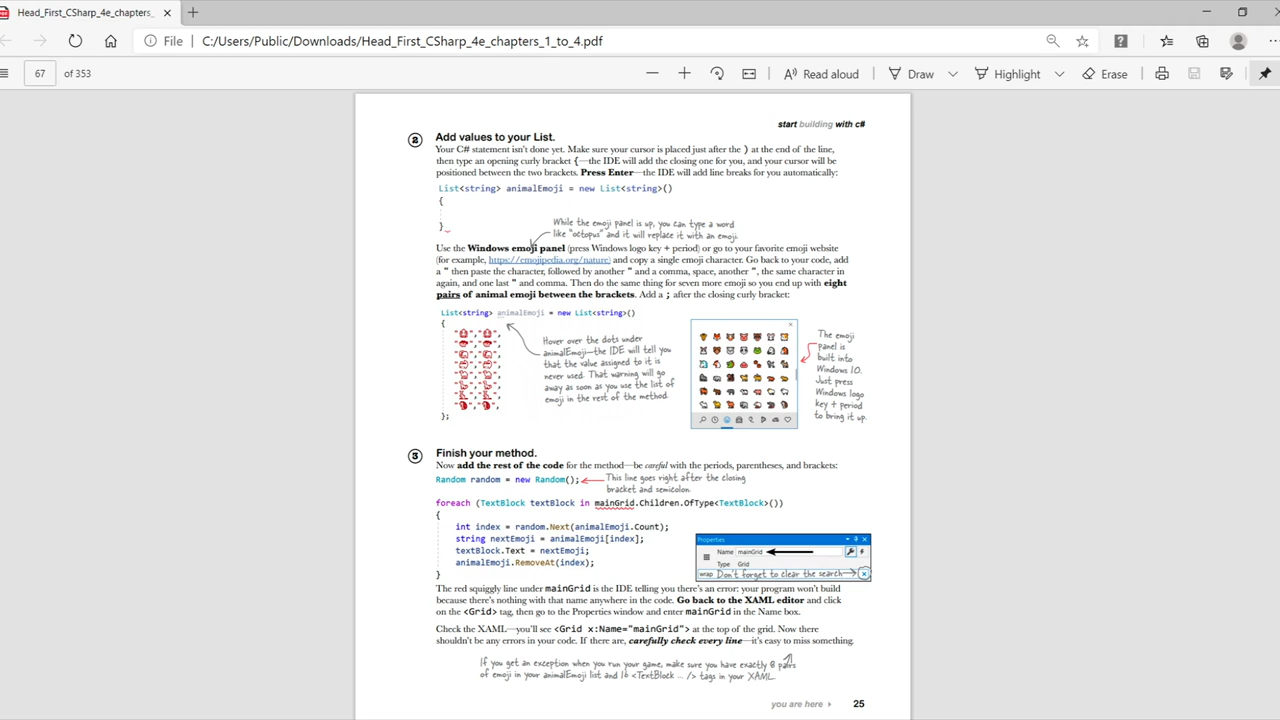 Head_First_CSharp_4e_chapters_
File C:/Users/Public/Downloads/Head_First_CSharp_4e_chapters_1_to_4.pdf
67 of 353 Read aloud Draw Highlight Erase
start building with c#
2 Add values to your List.
Your C# statement isn't done yet. Make sure your cursor is placed just after the ) at the end of the line,
then type an opening curly bracket {—the IDE will add the closing one for you, and your cursor will be
positioned between the two brackets. Press Enter—the IDE will add line breaks for you automatically:
List<string> animalEmoji = new List<string>()
{
}
While the emoji panel is up, you can type a word
like "octopus" and it will replace it with an emoji.
Use the Windows emoji panel (press Windows logo key + period) or go to your favorite emoji website
(for example, https://emojipedia.org/nature) and copy a single emoji character. Go back to your code, add
a " then paste the character, followed by another " and a comma, space, another ", the same character in
again, and one last " and comma. Then do the same thing for seven more emoji so you end up with eight
pairs of animal emoji between the brackets. Add a ; after the closing curly bracket:
List<string> animalEmoji = new List<string>()
{
};
Hover over the dots under
animalEmoji—the IDE will tell you
that the value assigned to it is
never used. That warning will go
away as soon as you use the list of
emoji in the rest of the method.
The emoji
panel is
built into
Windows 10.
Just press
Windows logo
key + period
to bring it up.
3 Finish your method.
Now add the rest of the code for the method—be careful with the periods, parentheses, and brackets:
Random random = new Random();
This line goes right after the closing
bracket and semicolon.
foreach (TextBlock textBlock in mainGrid.Children.OfType<TextBlock>())
{
int index = random.Next(animalEmoji.Count);
string nextEmoji = animalEmoji[index];
textBlock.Text = nextEmoji;
animalEmoji.RemoveAt(index);
}
Properties
Name mainGrid
Type Grid
wrap Don't forget to clear the search
The red squiggly line under mainGrid is the IDE telling you there's an error: your program won't build
because there's nothing with that name anywhere in the code. Go back to the XAML editor and click
on the <Grid> tag, then go to the Properties window and enter mainGrid in the Name box.
Check the XAML—you'll see <Grid x:Name="mainGrid"> at the top of the grid. Now there
shouldn't be any errors in your code. If there are, carefully check every line—it's easy to miss something.
If you get an exception when you run your game, make sure you have exactly 8 pairs
of emoji in your animalEmoji list and 16 <TextBlock ... /> tags in your XAML.
you are here 25